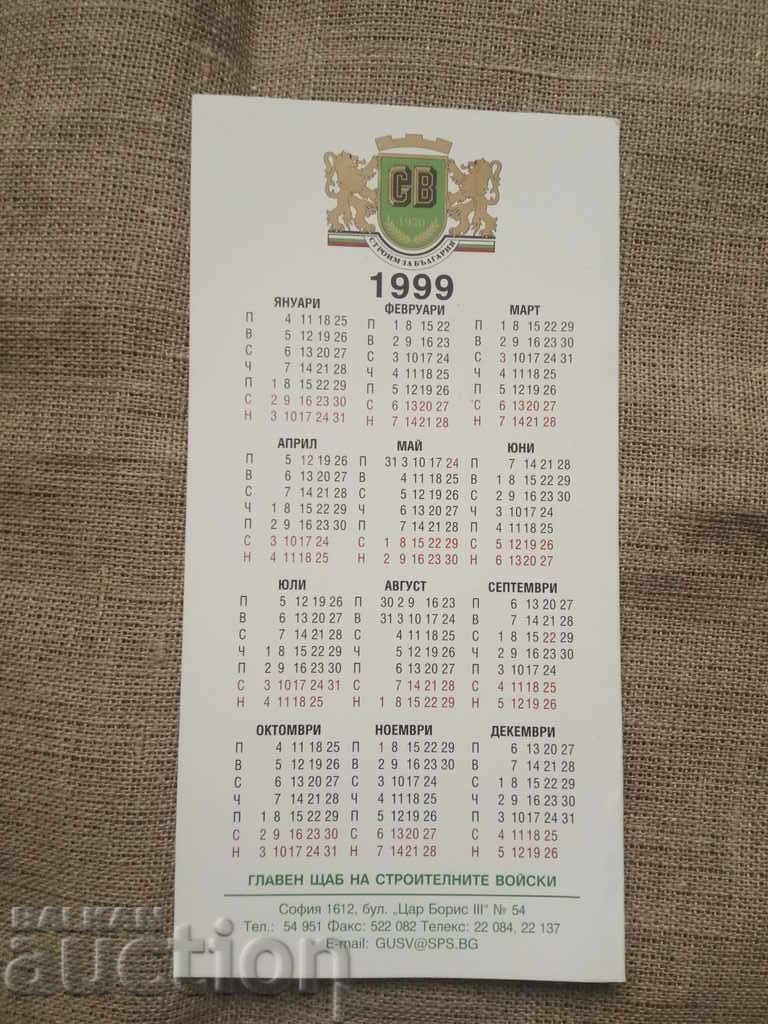 СВ
1920
СТРОИМ ЗА БЪЛГАРИЯ
1999
ЯНУАРИ
П 4 11 18 25
В 5 12 19 26
С 6 13 20 27
Ч 7 14 21 28
П 1 8 15 22 29
С 2 9 16 23 30
Н 3 10 17 24 31
ФЕВРУАРИ
П 1 8 15 22
В 2 9 16 23
С 3 10 17 24
Ч 4 11 18 25
П 5 12 19 26
С 6 13 20 27
Н 7 14 21 28
МАРТ
П 1 8 15 22 29
В 2 9 16 23 30
С 3 10 17 24 31
Ч 4 11 18 25
П 5 12 19 26
С 6 13 20 27
Н 7 14 21 28
АПРИЛ
П 5 12 19 26
В 6 13 20 27
С 7 14 21 28
Ч 1 8 15 22 29
П 2 9 16 23 30
С 3 10 17 24
Н 4 11 18 25
МАЙ
П 31 3 10 17 24
В 4 11 18 25
С 5 12 19 26
Ч 6 13 20 27
П 7 14 21 28
С 1 8 15 22 29
Н 2 9 16 23 30
ЮНИ
П 7 14 21 28
В 1 8 15 22 29
С 2 9 16 23 30
Ч 3 10 17 24
П 4 11 18 25
С 5 12 19 26
Н 6 13 20 27
ЮЛИ
П 5 12 19 26
В 6 13 20 27
С 7 14 21 28
Ч 1 8 15 22 29
П 2 9 16 23 30
С 3 10 17 24 31
Н 4 11 18 25
АВГУСТ
П 30 2 9 16 23
В 31 3 10 17 24
С 4 11 18 25
Ч 5 12 19 26
П 6 13 20 27
С 7 14 21 28
Н 1 8 15 22 29
СЕПТЕМВРИ
П 6 13 20 27
В 7 14 21 28
С 1 8 15 22 29
Ч 2 9 16 23 30
П 3 10 17 24
С 4 11 18 25
Н 5 12 19 26
ОКТОМВРИ
П 4 11 18 25
В 5 12 19 26
С 6 13 20 27
Ч 7 14 21 28
П 1 8 15 22 29
С 2 9 16 23 30
Н 3 10 17 24 31
НОЕМВРИ
П 1 8 15 22 29
В 2 9 16 23 30
С 3 10 17 24
Ч 4 11 18 25
П 5 12 19 26
С 6 13 20 27
Н 7 14 21 28
ДЕКЕМВРИ
П 6 13 20 27
В 7 14 21 28
С 1 8 15 22 29
Ч 2 9 16 23 30
П 3 10 17 24 31
С 4 11 18 25
Н 5 12 19 26
ГЛАВЕН ЩАБ НА СТРОИТЕЛНИТЕ ВОЙСКИ
София 1612, бул. „Цар Борис III" № 54
Тел.: 54 951 Факс: 522 082 Телекс: 22 084, 22 137
E-mail: GUSV@SPS.BG
BALKAN
auction